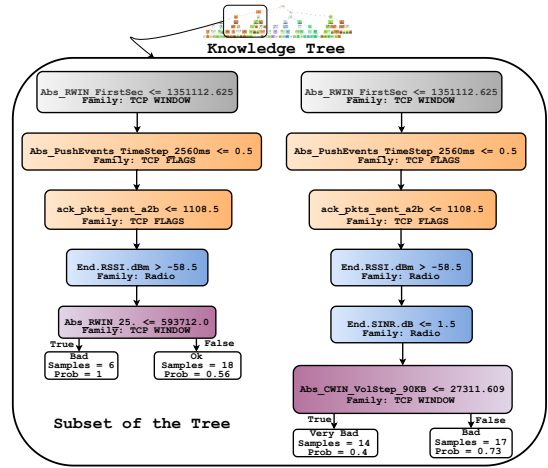 Knowledge Tree
Abs_RWIN_FirstSec <= 1351112.625
Family: TCP WINDOW
Abs_PushEvents_TimeStep_2560ms <= 0.5
Family: TCP FLAGS
ack_pkts_sent_a2b <= 1108.5
Family: TCP FLAGS
End.RSSI.dBm > -58.5
Family: Radio
Abs_RWIN_25. <= 593712.0
Family: TCP WINDOW
True
False
Bad
Samples = 6
Prob = 1
Ok
Samples = 18
Prob = 0.56
Abs_RWIN_FirstSec <= 1351112.625
Family: TCP WINDOW
Abs_PushEvents_TimeStep_2560ms <= 0.5
Family: TCP FLAGS
ack_pkts_sent_a2b <= 1108.5
Family: TCP FLAGS
End.RSSI.dBm > -58.5
Family: Radio
End.SINR.dB <= 1.5
Family: Radio
Abs_CWIN_VolStep_90KB <= 27311.609
Family: TCP WINDOW
True
False
Very Bad
Samples = 14
Prob = 0.4
Bad
Samples = 17
Prob = 0.73
Subset of the Tree